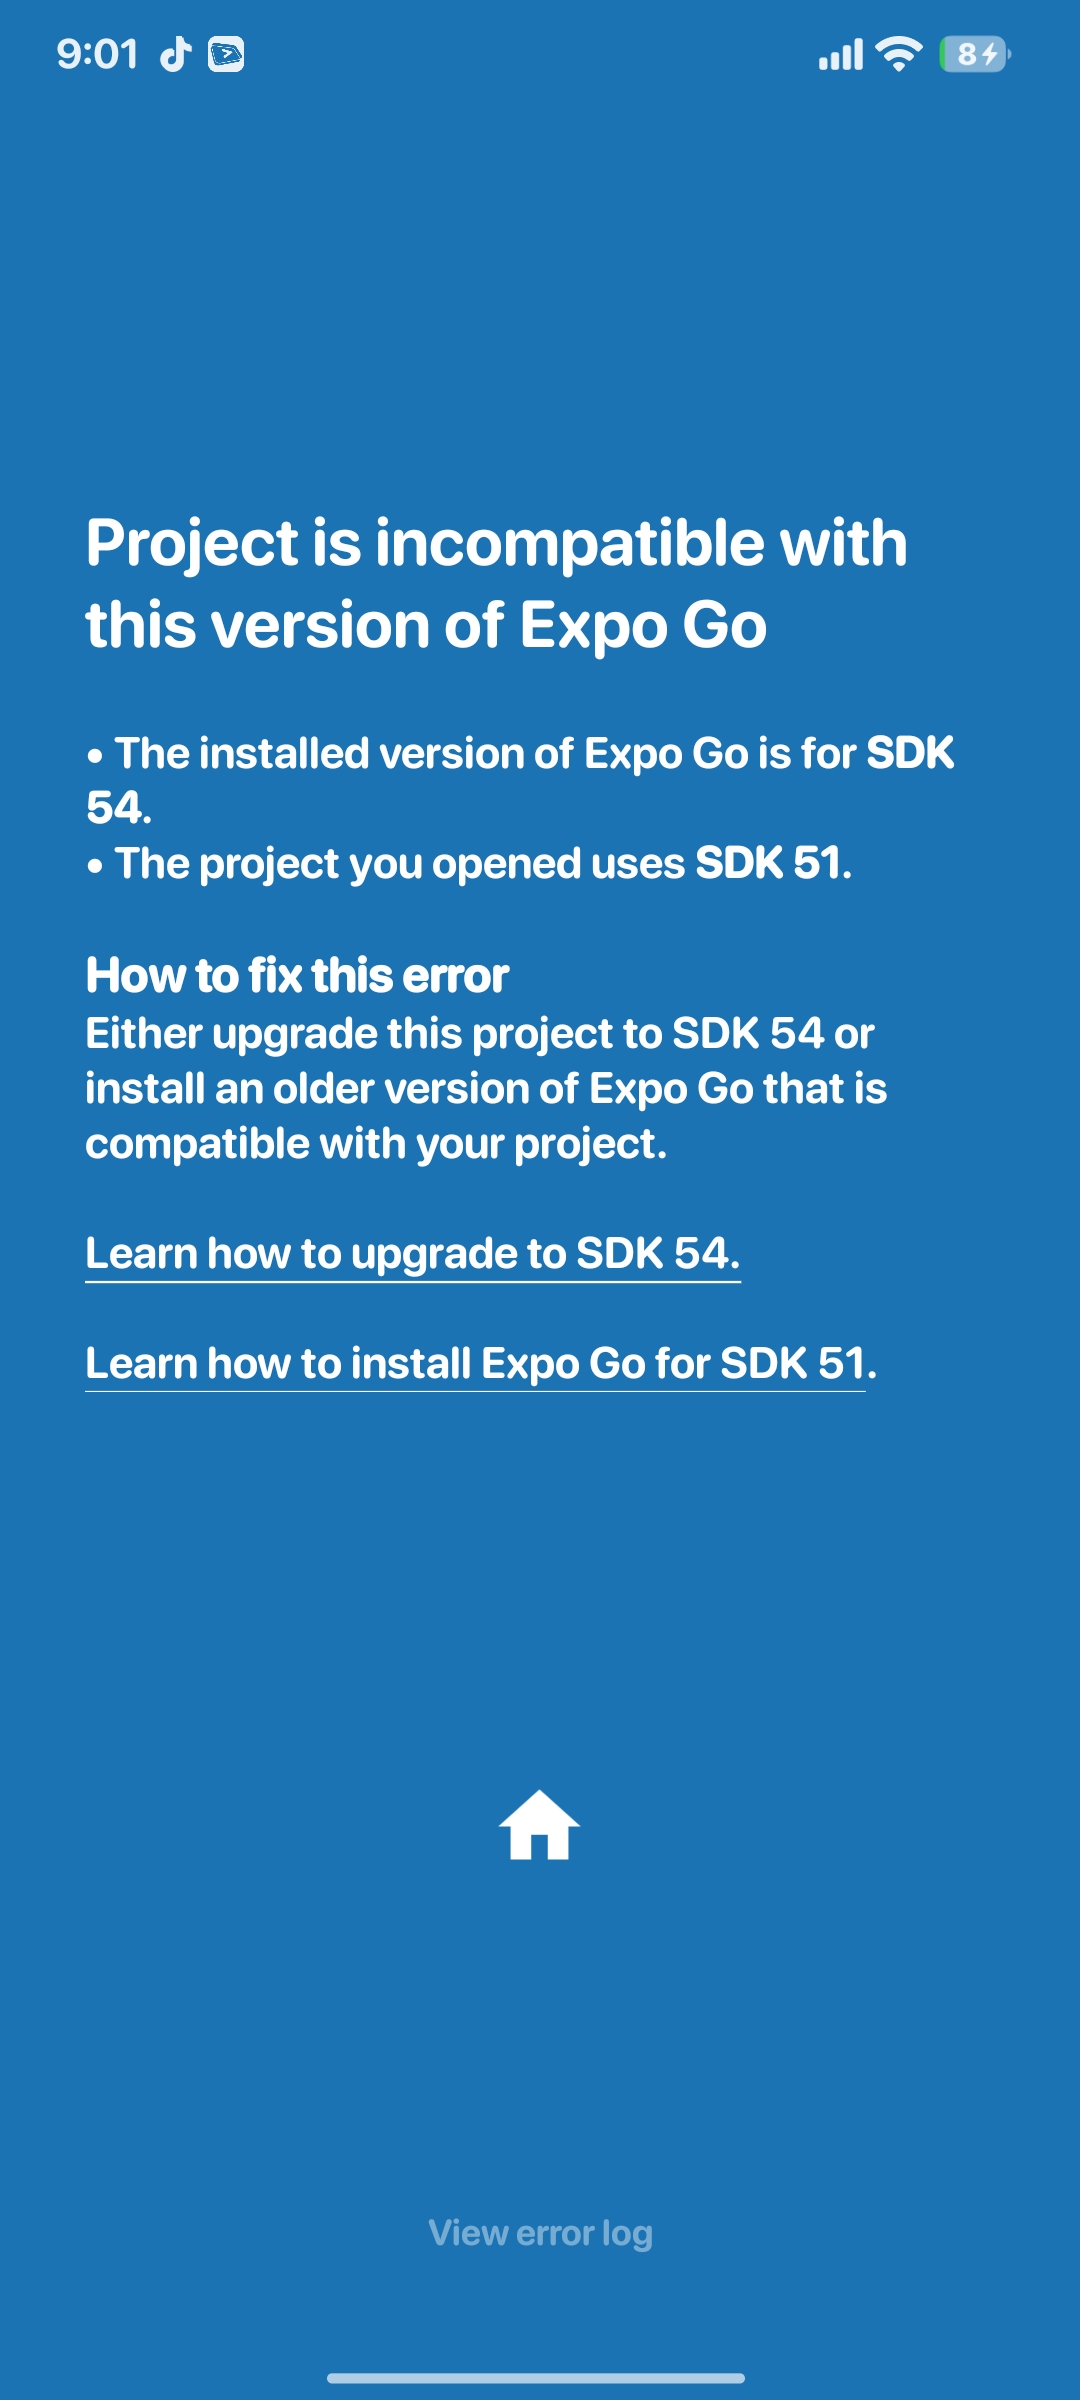 9:01
8
Project is incompatible with
this version of Expo Go
• The installed version of Expo Go is for SDK
54.
• The project you opened uses SDK 51.
How to fix this error
Either upgrade this project to SDK 54 or
install an older version of Expo Go that is
compatible with your project.
Learn how to upgrade to SDK 54.
Learn how to install Expo Go for SDK 51.
View error log